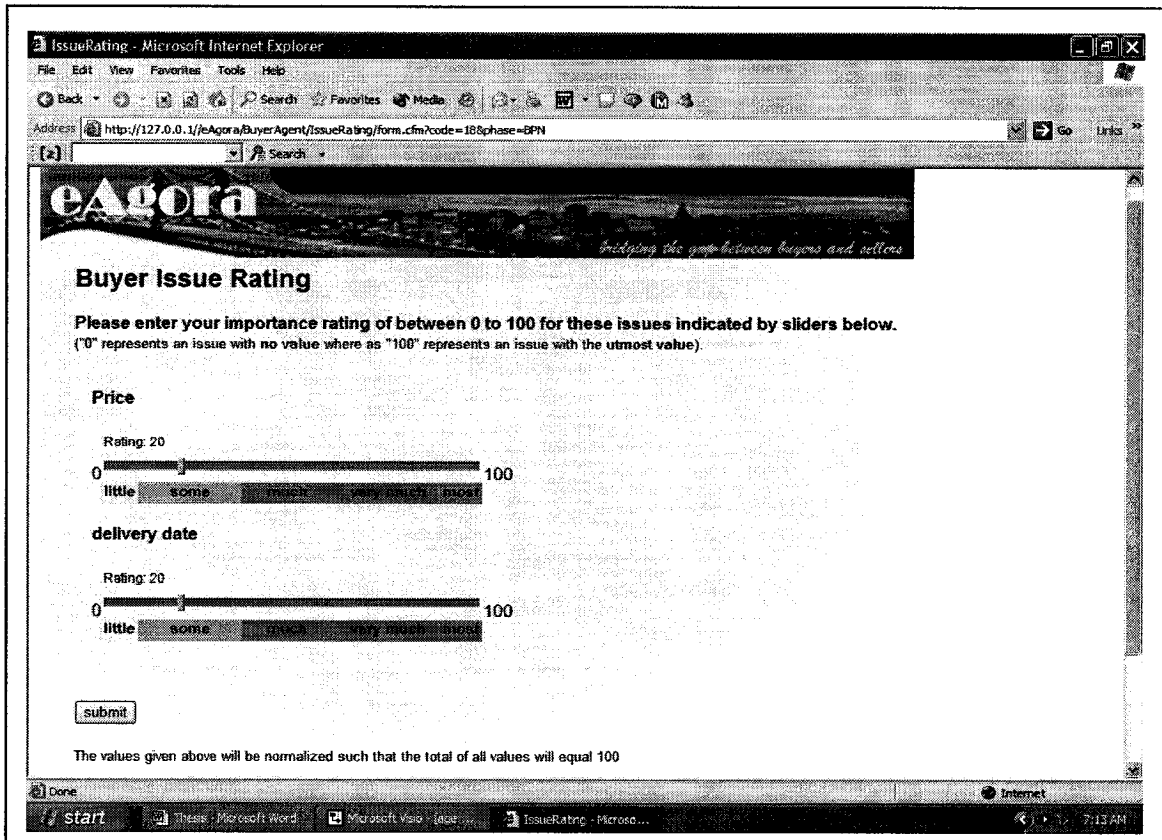 IssueRating - Microsoft Internet Explorer
File Edit View Favorites Tools Help
Back Search Favorites Media
Address http://127.0.0.1//eAgora/BuyerAgent/IssueRating/form.cfm?code=18&phase=BPN Go Links »
[z] Search
eAgora
bridging the gap between buyers and sellers
Buyer Issue Rating
Please enter your importance rating of between 0 to 100 for these issues indicated by sliders below.
("0" represents an issue with no value where as "100" represents an issue with the utmost value).
Price
Rating: 20
0 100
little some much very much most
delivery date
Rating: 20
0 100
little some much very much most
submit
The values given above will be normalized such that the total of all values will equal 100
Done Internet
start Thesis - Microsoft Word Microsoft Visio - IssueRating - Microso... 7:13 AM